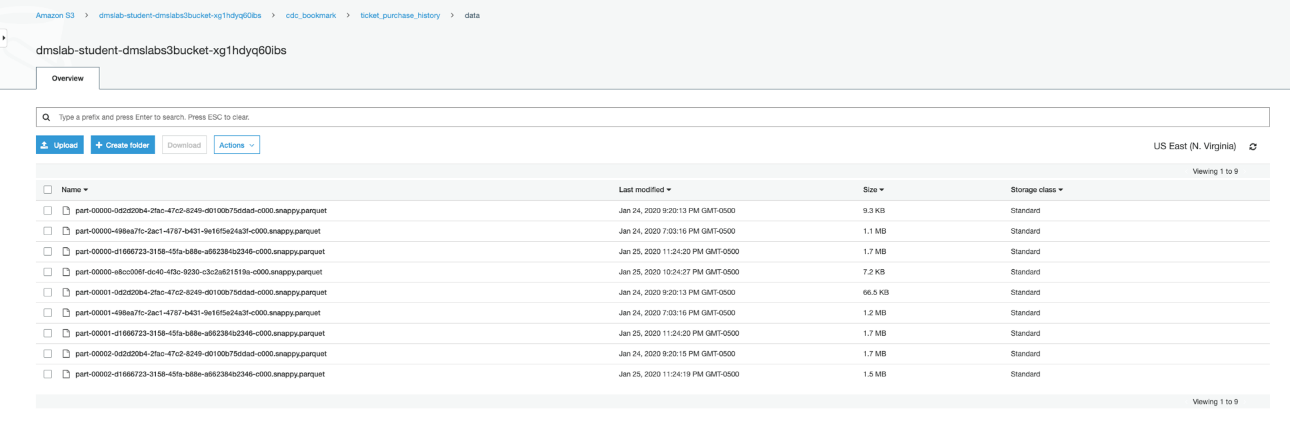 Amazon S3 > dmslab-student-dmslabs3bucket-xg1hdyq60ibs > cdc_bookmark > ticket_purchase_history > data
dmslab-student-dmslabs3bucket-xg1hdyq60ibs
Overview
Type a prefix and press Enter to search. Press ESC to clear.
Upload + Create folder Download Actions US East (N. Virginia)
Viewing 1 to 9
Name Last modified Size Storage class
part-00000-0d2d20b4-2fac-47c2-8249-d0100b75ddad-c000.snappy.parquet Jan 24, 2020 9:20:13 PM GMT-0500 9.3 KB Standard
part-00000-498ea7fc-2ac1-4787-b431-9e16f5e24a3f-c000.snappy.parquet Jan 24, 2020 7:03:16 PM GMT-0500 1.1 MB Standard
part-00000-d1666723-3158-45fa-b88e-a662384b2346-c000.snappy.parquet Jan 25, 2020 11:24:20 PM GMT-0500 1.7 MB Standard
part-00000-e8cc006f-dc40-4f3c-9230-c3c2a621519a-c000.snappy.parquet Jan 25, 2020 10:24:27 PM GMT-0500 7.2 KB Standard
part-00001-0d2d20b4-2fac-47c2-8249-d0100b75ddad-c000.snappy.parquet Jan 24, 2020 9:20:13 PM GMT-0500 66.5 KB Standard
part-00001-498ea7fc-2ac1-4787-b431-9e16f5e24a3f-c000.snappy.parquet Jan 24, 2020 7:03:16 PM GMT-0500 1.2 MB Standard
part-00001-d1666723-3158-45fa-b88e-a662384b2346-c000.snappy.parquet Jan 25, 2020 11:24:20 PM GMT-0500 1.7 MB Standard
part-00002-0d2d20b4-2fac-47c2-8249-d0100b75ddad-c000.snappy.parquet Jan 24, 2020 9:20:15 PM GMT-0500 1.7 MB Standard
part-00002-d1666723-3158-45fa-b88e-a662384b2346-c000.snappy.parquet Jan 25, 2020 11:24:19 PM GMT-0500 1.5 MB Standard
Viewing 1 to 9